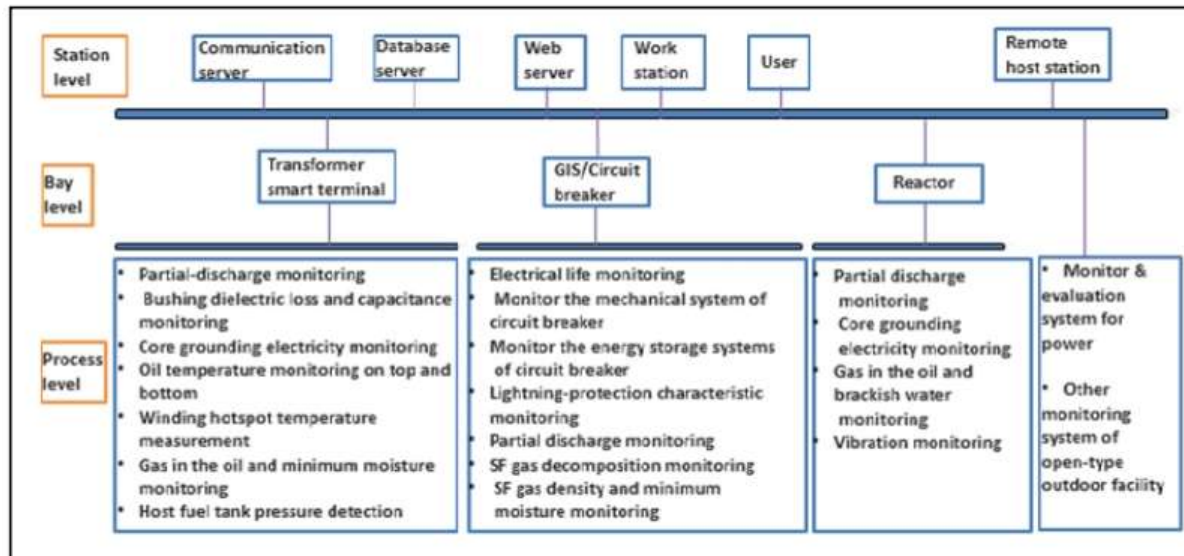 Station
level
Communication
server
Database
server
Web
server
Work
station
User
Remote
host station
Bay
level
Transformer
smart terminal
GIS/Circuit
breaker
Reactor
Process
level
• Partial-discharge monitoring
• Bushing dielectric loss and capacitance
monitoring
• Core grounding electricity monitoring
• Oil temperature monitoring on top and
bottom
• Winding hotspot temperature
measurement
• Gas in the oil and minimum moisture
monitoring
• Host fuel tank pressure detection
• Electrical life monitoring
• Monitor the mechanical system of
circuit breaker
• Monitor the energy storage systems
of circuit breaker
• Lightning-protection characteristic
monitoring
• Partial discharge monitoring
• SF gas decomposition monitoring
• SF gas density and minimum
moisture monitoring
• Partial discharge
monitoring
• Core grounding
electricity monitoring
• Gas in the oil and
brackish water
monitoring
• Vibration monitoring
• Monitor &
evaluation
system for
power
• Other
monitoring
system of
open-type
outdoor facility